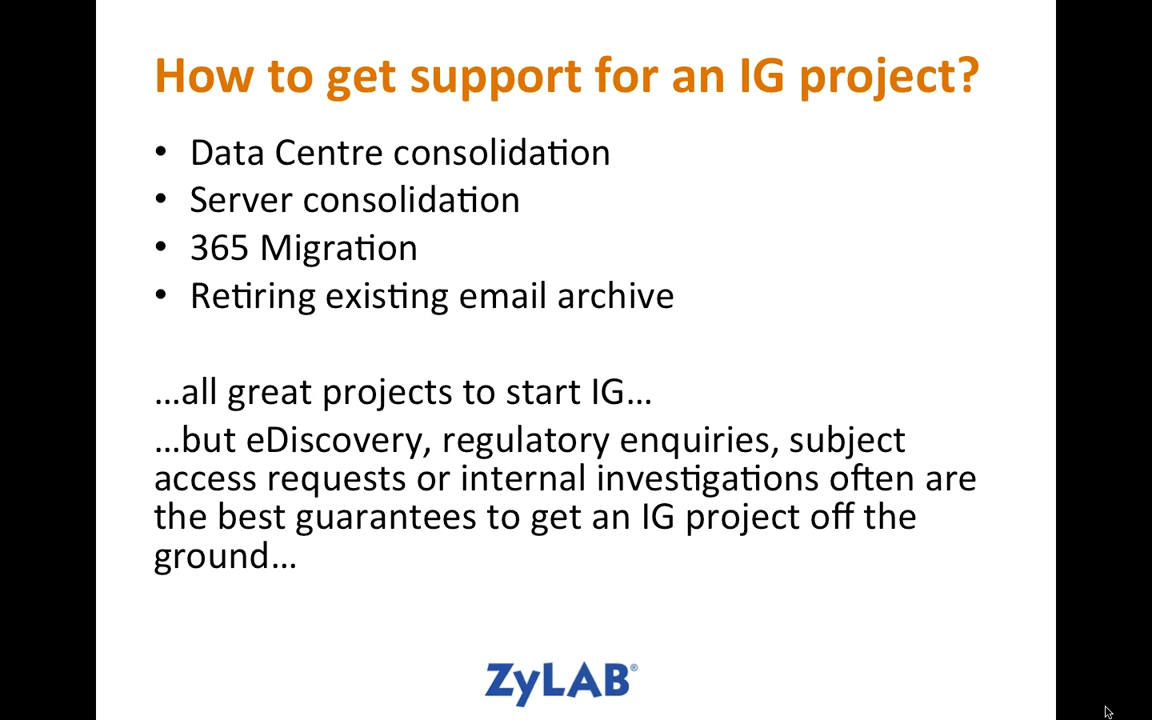 How to get support for an IG project?
• Data Centre consolidation
• Server consolidation
• 365 Migration
• Retiring existing email archive
…all great projects to start IG…
…but eDiscovery, regulatory enquiries, subject
access requests or internal investigations often are
the best guarantees to get an IG project off the
ground…
ZyLAB®